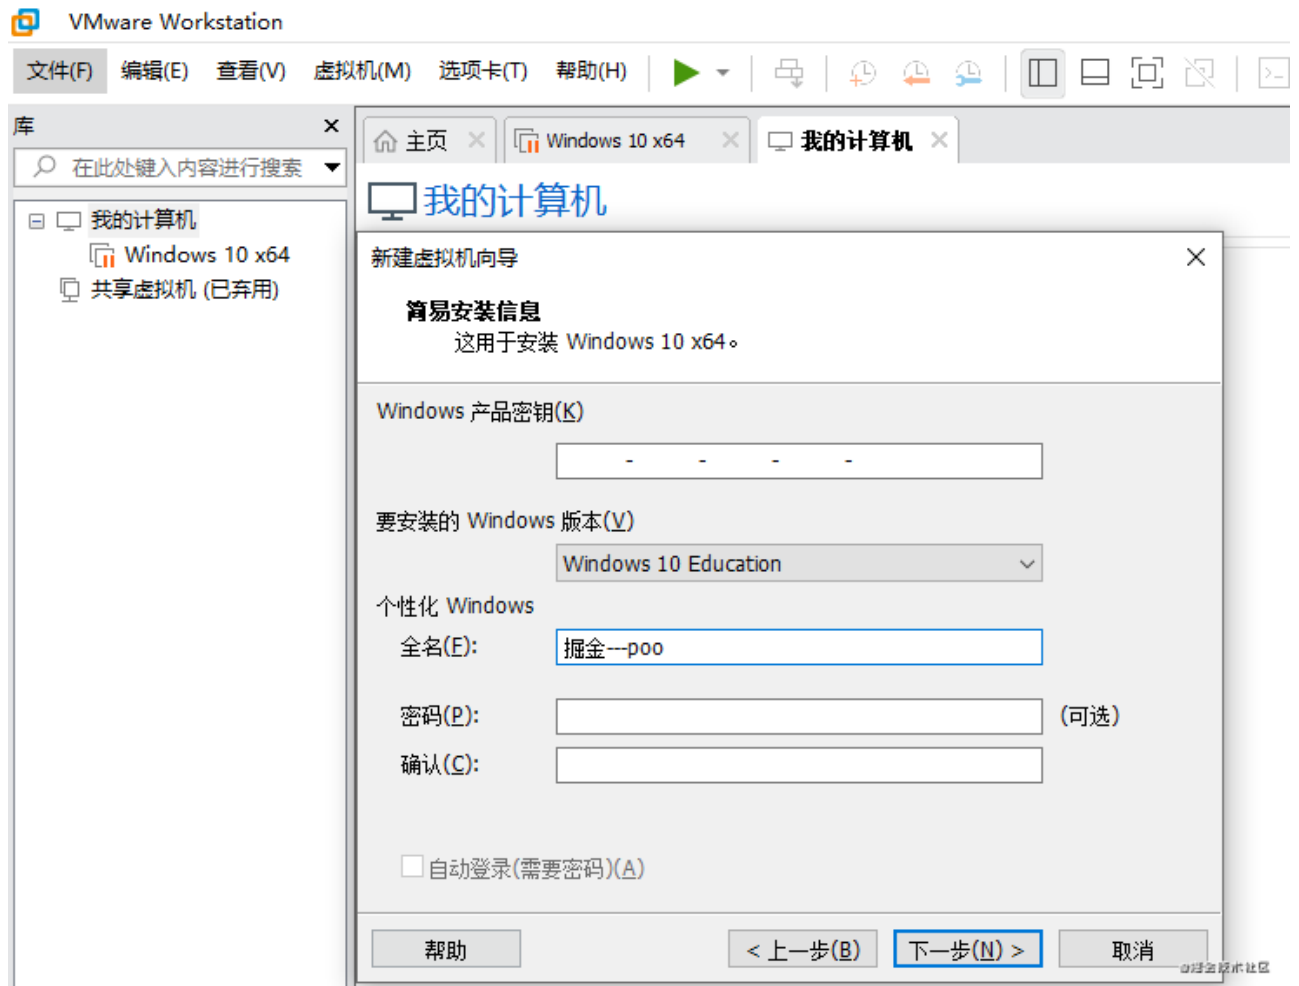 VMware Workstation
文件(F) 编辑(E) 查看(V) 虚拟机(M) 选项卡(T) 帮助(H)
库
在此处键入内容进行搜索
我的计算机
Windows 10 x64
共享虚拟机 (已弃用)
主页 Windows 10 x64 我的计算机
我的计算机
新建虚拟机向导
简易安装信息
这用于安装 Windows 10 x64。
Windows 产品密钥(K)
- - - -
要安装的 Windows 版本(V)
Windows 10 Education
个性化 Windows
全名(F): 掘金---poo
密码(P): (可选)
确认(C):
自动登录(需要密码)(A)
帮助 < 上一步(B) 下一步(N) > 取消
@掘金技术社区